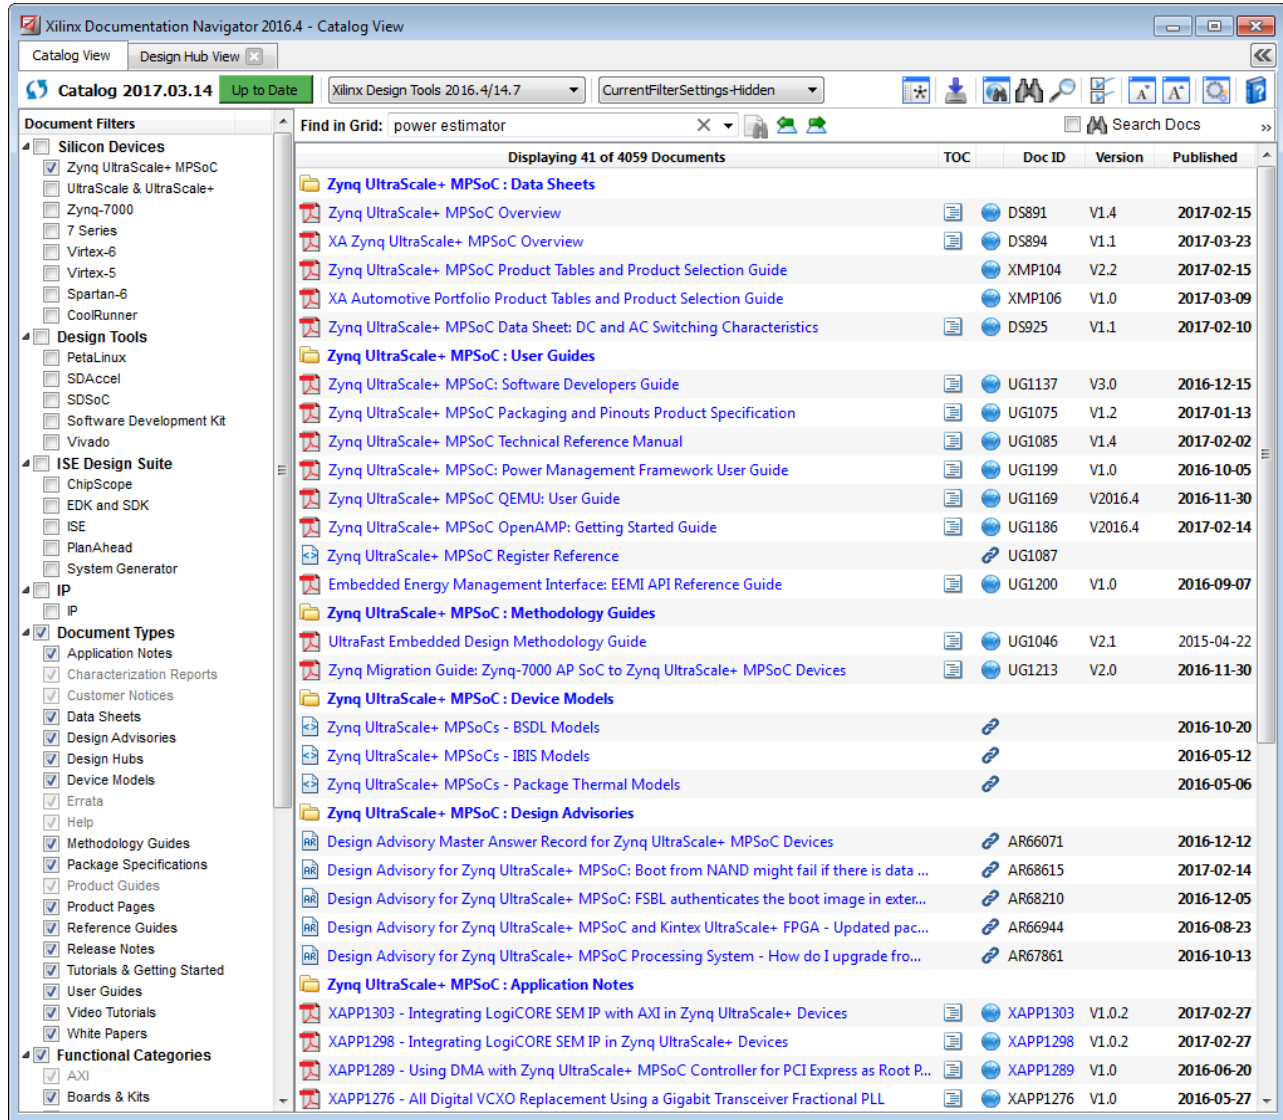 Xilinx Documentation Navigator 2016.4 - Catalog View
Catalog View Design Hub View
Catalog 2017.03.14 Up to Date Xilinx Design Tools 2016.4/14.7 CurrentFilterSettings-Hidden
Document Filters
Silicon Devices
Zynq UltraScale+ MPSoC
UltraScale & UltraScale+
Zynq-7000
7 Series
Virtex-6
Virtex-5
Spartan-6
CoolRunner
Design Tools
PetaLinux
SDAccel
SDSoC
Software Development Kit
Vivado
ISE Design Suite
ChipScope
EDK and SDK
ISE
PlanAhead
System Generator
IP
IP
Document Types
Application Notes
Characterization Reports
Customer Notices
Data Sheets
Design Advisories
Design Hubs
Device Models
Errata
Help
Methodology Guides
Package Specifications
Product Guides
Product Pages
Reference Guides
Release Notes
Tutorials & Getting Started
User Guides
Video Tutorials
White Papers
Functional Categories
AXI
Boards & Kits
Find in Grid: power estimator Search Docs
Displaying 41 of 4059 Documents TOC Doc ID Version Published
Zynq UltraScale+ MPSoC : Data Sheets
Zynq UltraScale+ MPSoC Overview DS891 V1.4 2017-02-15
XA Zynq UltraScale+ MPSoC Overview DS894 V1.1 2017-03-23
Zynq UltraScale+ MPSoC Product Tables and Product Selection Guide XMP104 V2.2 2017-02-15
XA Automotive Portfolio Product Tables and Product Selection Guide XMP106 V1.0 2017-03-09
Zynq UltraScale+ MPSoC Data Sheet: DC and AC Switching Characteristics DS925 V1.1 2017-02-10
Zynq UltraScale+ MPSoC : User Guides
Zynq UltraScale+ MPSoC: Software Developers Guide UG1137 V3.0 2016-12-15
Zynq UltraScale+ MPSoC Packaging and Pinouts Product Specification UG1075 V1.2 2017-01-13
Zynq UltraScale+ MPSoC Technical Reference Manual UG1085 V1.4 2017-02-02
Zynq UltraScale+ MPSoC: Power Management Framework User Guide UG1199 V1.0 2016-10-05
Zynq UltraScale+ MPSoC QEMU: User Guide UG1169 V2016.4 2016-11-30
Zynq UltraScale+ MPSoC OpenAMP: Getting Started Guide UG1186 V2016.4 2017-02-14
Zynq UltraScale+ MPSoC Register Reference UG1087
Embedded Energy Management Interface: EEMI API Reference Guide UG1200 V1.0 2016-09-07
Zynq UltraScale+ MPSoC : Methodology Guides
UltraFast Embedded Design Methodology Guide UG1046 V2.1 2015-04-22
Zynq Migration Guide: Zynq-7000 AP SoC to Zynq UltraScale+ MPSoC Devices UG1213 V2.0 2016-11-30
Zynq UltraScale+ MPSoC : Device Models
Zynq UltraScale+ MPSoCs - BSDL Models 2016-10-20
Zynq UltraScale+ MPSoCs - IBIS Models 2016-05-12
Zynq UltraScale+ MPSoCs - Package Thermal Models 2016-05-06
Zynq UltraScale+ MPSoC : Design Advisories
Design Advisory Master Answer Record for Zynq UltraScale+ MPSoC Devices AR66071 2016-12-12
Design Advisory for Zynq UltraScale+ MPSoC: Boot from NAND might fail if there is data ... AR68615 2017-02-14
Design Advisory for Zynq UltraScale+ MPSoC: FSBL authenticates the boot image in exter... AR68210 2016-12-05
Design Advisory for Zynq UltraScale+ MPSoC and Kintex UltraScale+ FPGA - Updated pac... AR66944 2016-08-23
Design Advisory for Zynq UltraScale+ MPSoC Processing System - How do I upgrade fro... AR67861 2016-10-13
Zynq UltraScale+ MPSoC : Application Notes
XAPP1303 - Integrating LogiCORE SEM IP with AXI in Zynq UltraScale+ Devices XAPP1303 V1.0.2 2017-02-27
XAPP1298 - Integrating LogiCORE SEM IP in Zynq UltraScale+ Devices XAPP1298 V1.0.2 2017-02-27
XAPP1289 - Using DMA with Zynq UltraScale+ MPSoC Controller for PCI Express as Root P... XAPP1289 V1.0 2016-06-20
XAPP1276 - All Digital VCXO Replacement Using a Gigabit Transceiver Fractional PLL XAPP1276 V1.0 2016-05-27